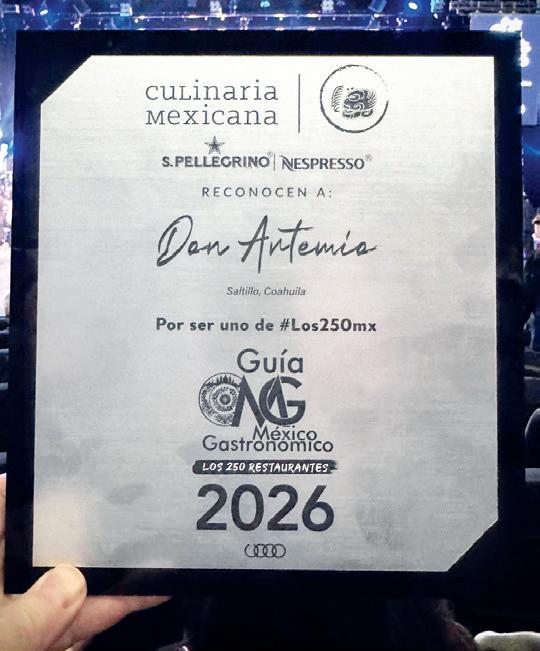 cuLinaria
mexicana
S.PELLEGRINO® | NESPRESSO®
RECONOCEN A:
Don Artemio
Saltillo, Coahuila
Por ser uno de #Los250mx
Guía
MG
México
Gastronómico
LOS 250 RESTAURANTES
2026